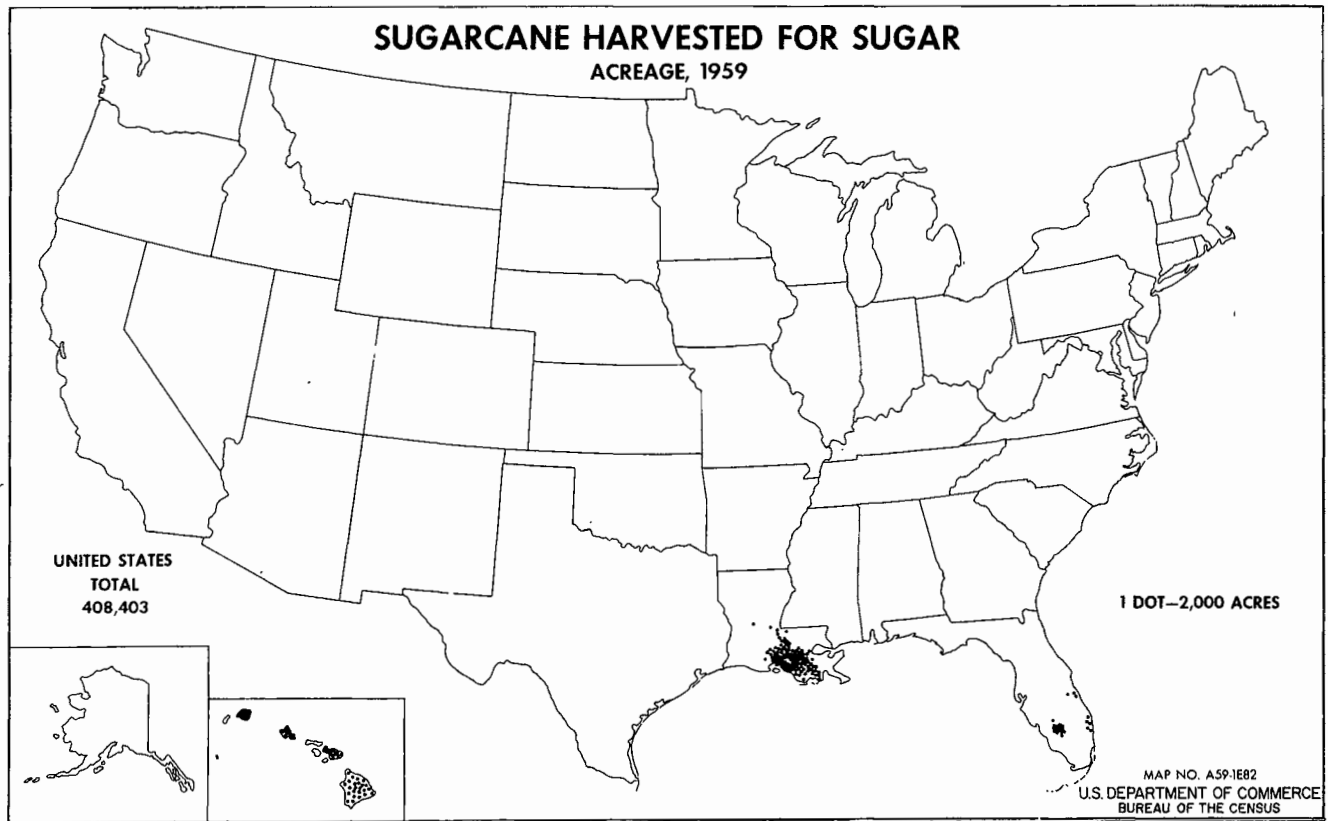 SUGARCANE HARVESTED FOR SUGAR
ACREAGE, 1959
UNITED STATES
TOTAL
408,403
1 DOT—2,000 ACRES
MAP NO. A59-1E82
U.S. DEPARTMENT OF COMMERCE
BUREAU OF THE CENSUS